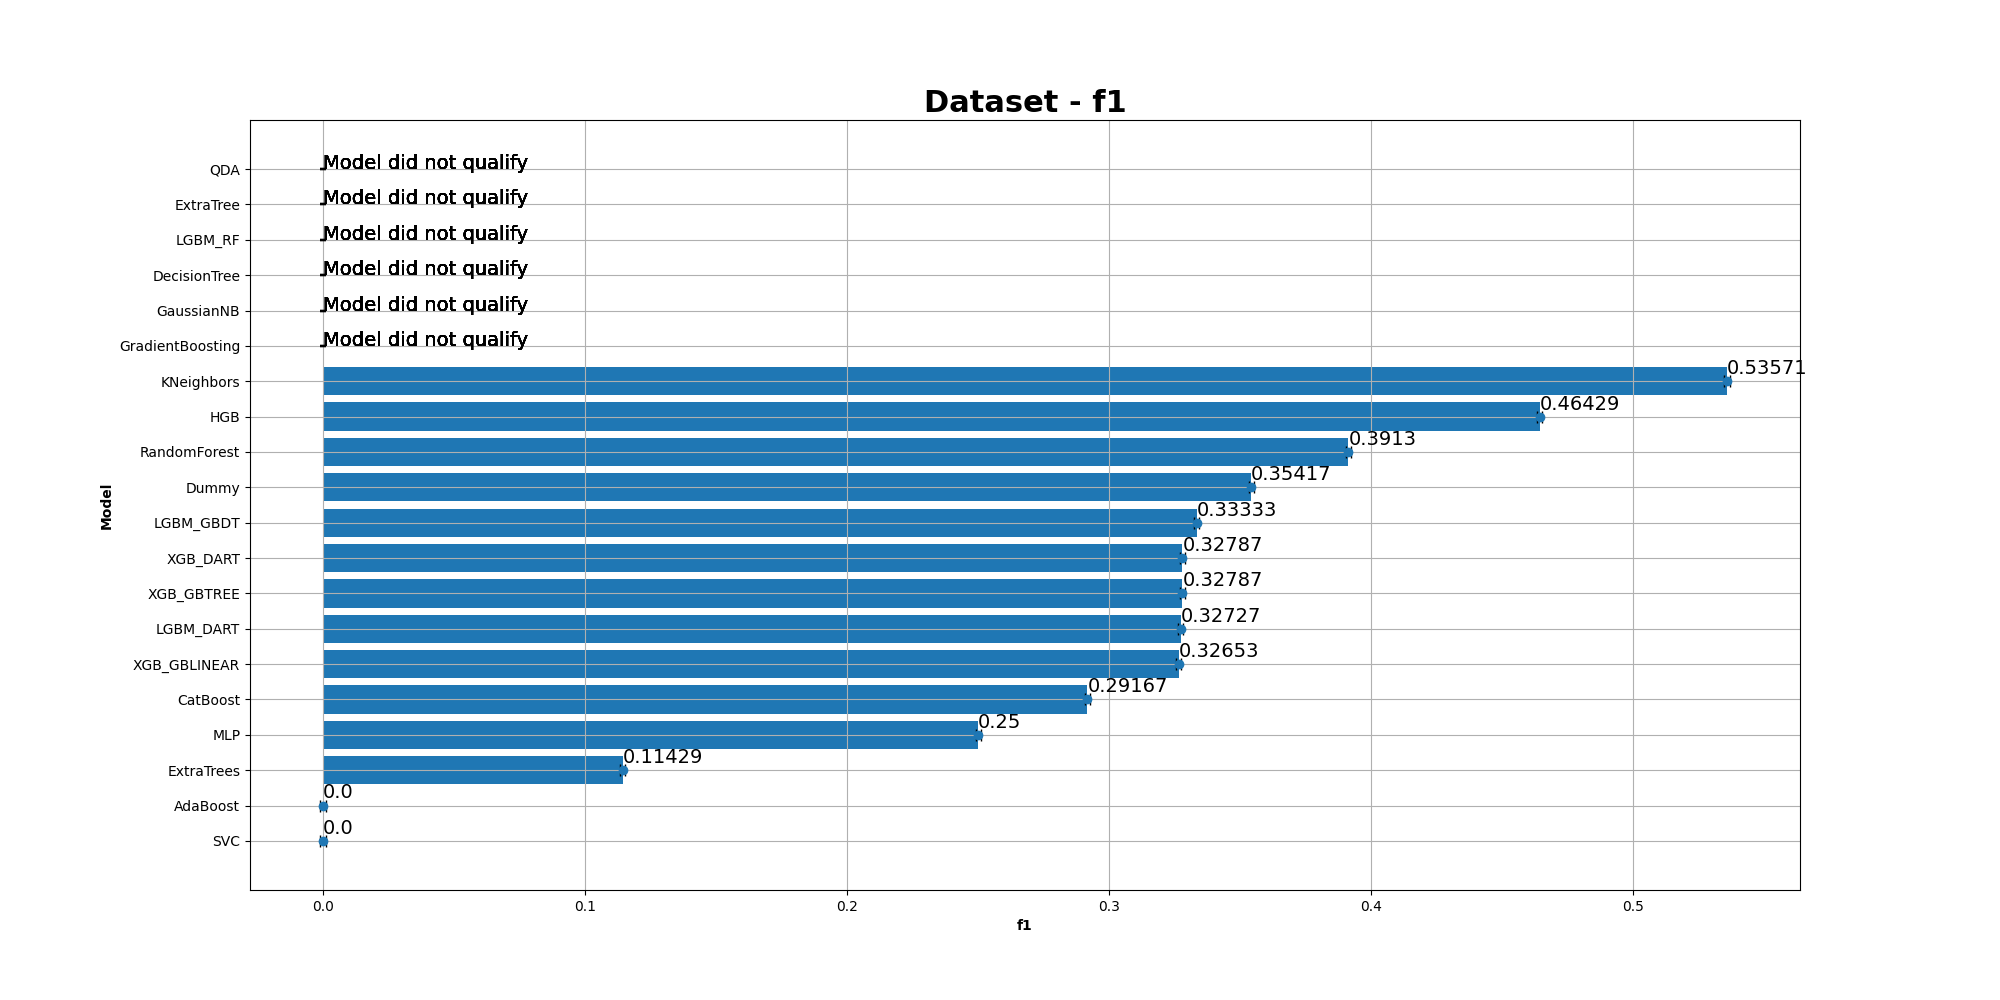 Dataset - f1
QDA Model did not qualify
ExtraTree Model did not qualify
LGBM_RF Model did not qualify
DecisionTree Model did not qualify
GaussianNB Model did not qualify
GradientBoosting Model did not qualify
KNeighbors 0.53571
HGB 0.46429
RandomForest 0.3913
Dummy 0.35417
LGBM_GBDT 0.33333
XGB_DART 0.32787
XGB_GBTREE 0.32787
LGBM_DART 0.32727
XGB_GBLINEAR 0.32653
CatBoost 0.29167
MLP 0.25
ExtraTrees 0.11429
AdaBoost 0.0
SVC 0.0
Model
0.0 0.1 0.2 0.3 0.4 0.5
f1